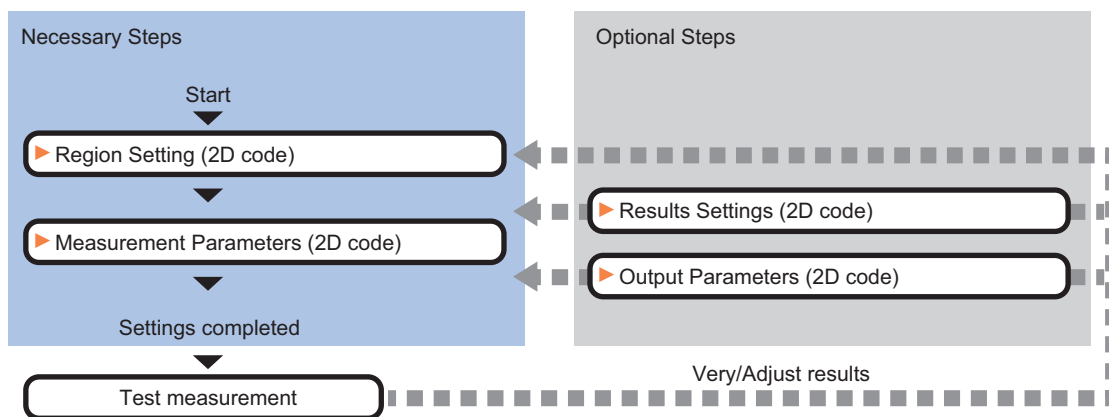 Necessary Steps
Start
Region Setting (2D code)
Measurement Parameters (2D code)
Settings completed
Test measurement
Optional Steps
Results Settings (2D code)
Output Parameters (2D code)
Very/Adjust results